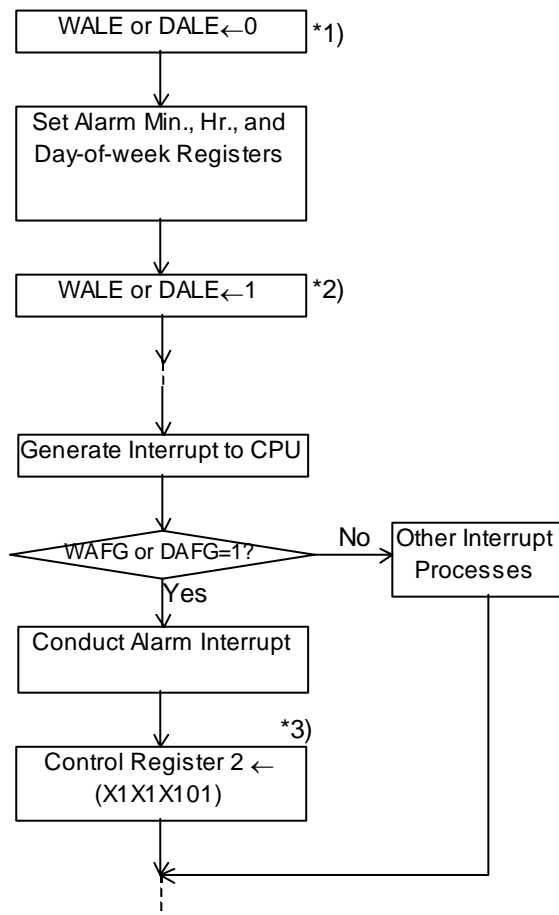 WALE or DALE←0
*1)
Set Alarm Min., Hr., and
Day-of-week Registers
WALE or DALE←1
*2)
Generate Interrupt to CPU
WAFG or DAFG=1?
No
Other Interrupt
Processes
Yes
Conduct Alarm Interrupt
*3)
Control Register 2 ←
(X1X1X101)